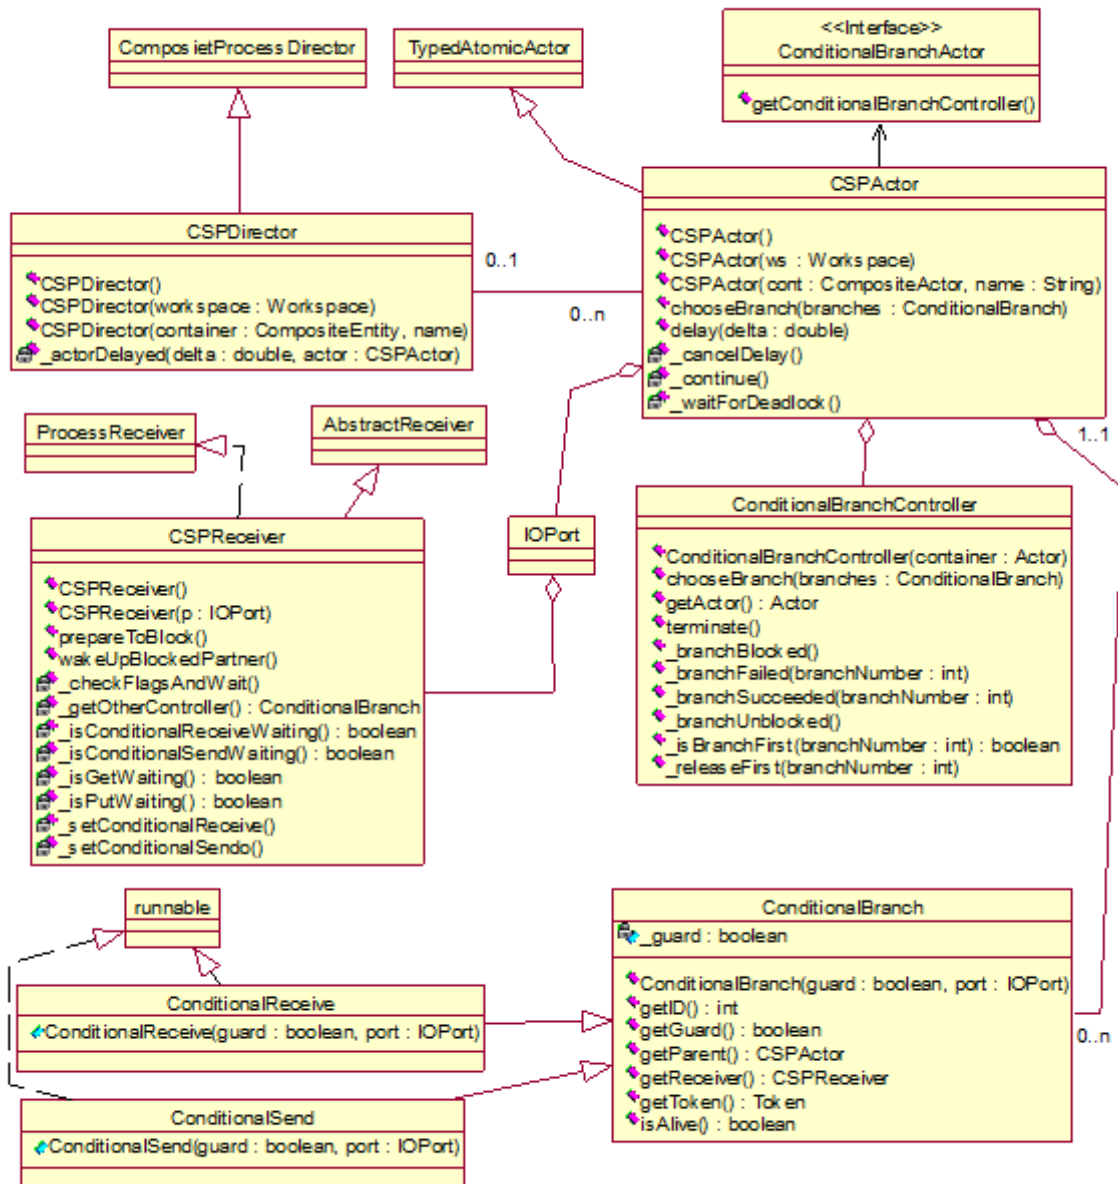 ComposietProcess Director
TypedAtomicActor
<<Interface>>
ConditionalBranchActor
getConditionalBranchController()
CSPActor
CSPActor()
CSPActor(ws : Workspace)
CSPActor(cont : CompositeActor, name : String)
chooseBranch(branches : ConditionalBranch)
delay(delta : double)
_cancelDelay()
_continue()
_waitForDeadlock()
CSPDirector
CSPDirector()
CSPDirector(workspace : Workspace)
CSPDirector(container : CompositeEntity, name)
_actorDelayed(delta : double, actor : CSPActor)
0..1
0..n
ProcessReceiver
AbstractReceiver
1..1
CSPReceiver
CSPReceiver()
CSPReceiver(p : IOPort)
prepareToBlock()
wakeUpBlockedPartner()
_checkFlagsAndWait()
_getOtherController() : ConditionalBranch
_isConditionalReceiveWaiting() : boolean
_isConditionalSendWaiting() : boolean
_isGetWaiting() : boolean
_isPutWaiting() : boolean
_setConditionalReceive()
_setConditionalSendo()
IOPort
ConditionalBranchController
ConditionalBranchController(container : Actor)
chooseBranch(branches : ConditionalBranch)
getActor() : Actor
terminate()
_branchBlocked()
_branchFailed(branchNumber : int)
_branchSucceeded(branchNumber : int)
_branchUnblocked()
_isBranchFirst(branchNumber : int) : boolean
_releaseFirst(branchNumber : int)
runnable
ConditionalReceive
ConditionalReceive(guard : boolean, port : IOPort)
ConditionalSend
ConditionalSend(guard : boolean, port : IOPort)
ConditionalBranch
_guard : boolean
ConditionalBranch(guard : boolean, port : IOPort)
getID() : int
getGuard() : boolean
getParent() : CSPActor
getReceiver() : CSPReceiver
getToken() : Token
isAlive() : boolean
0..n